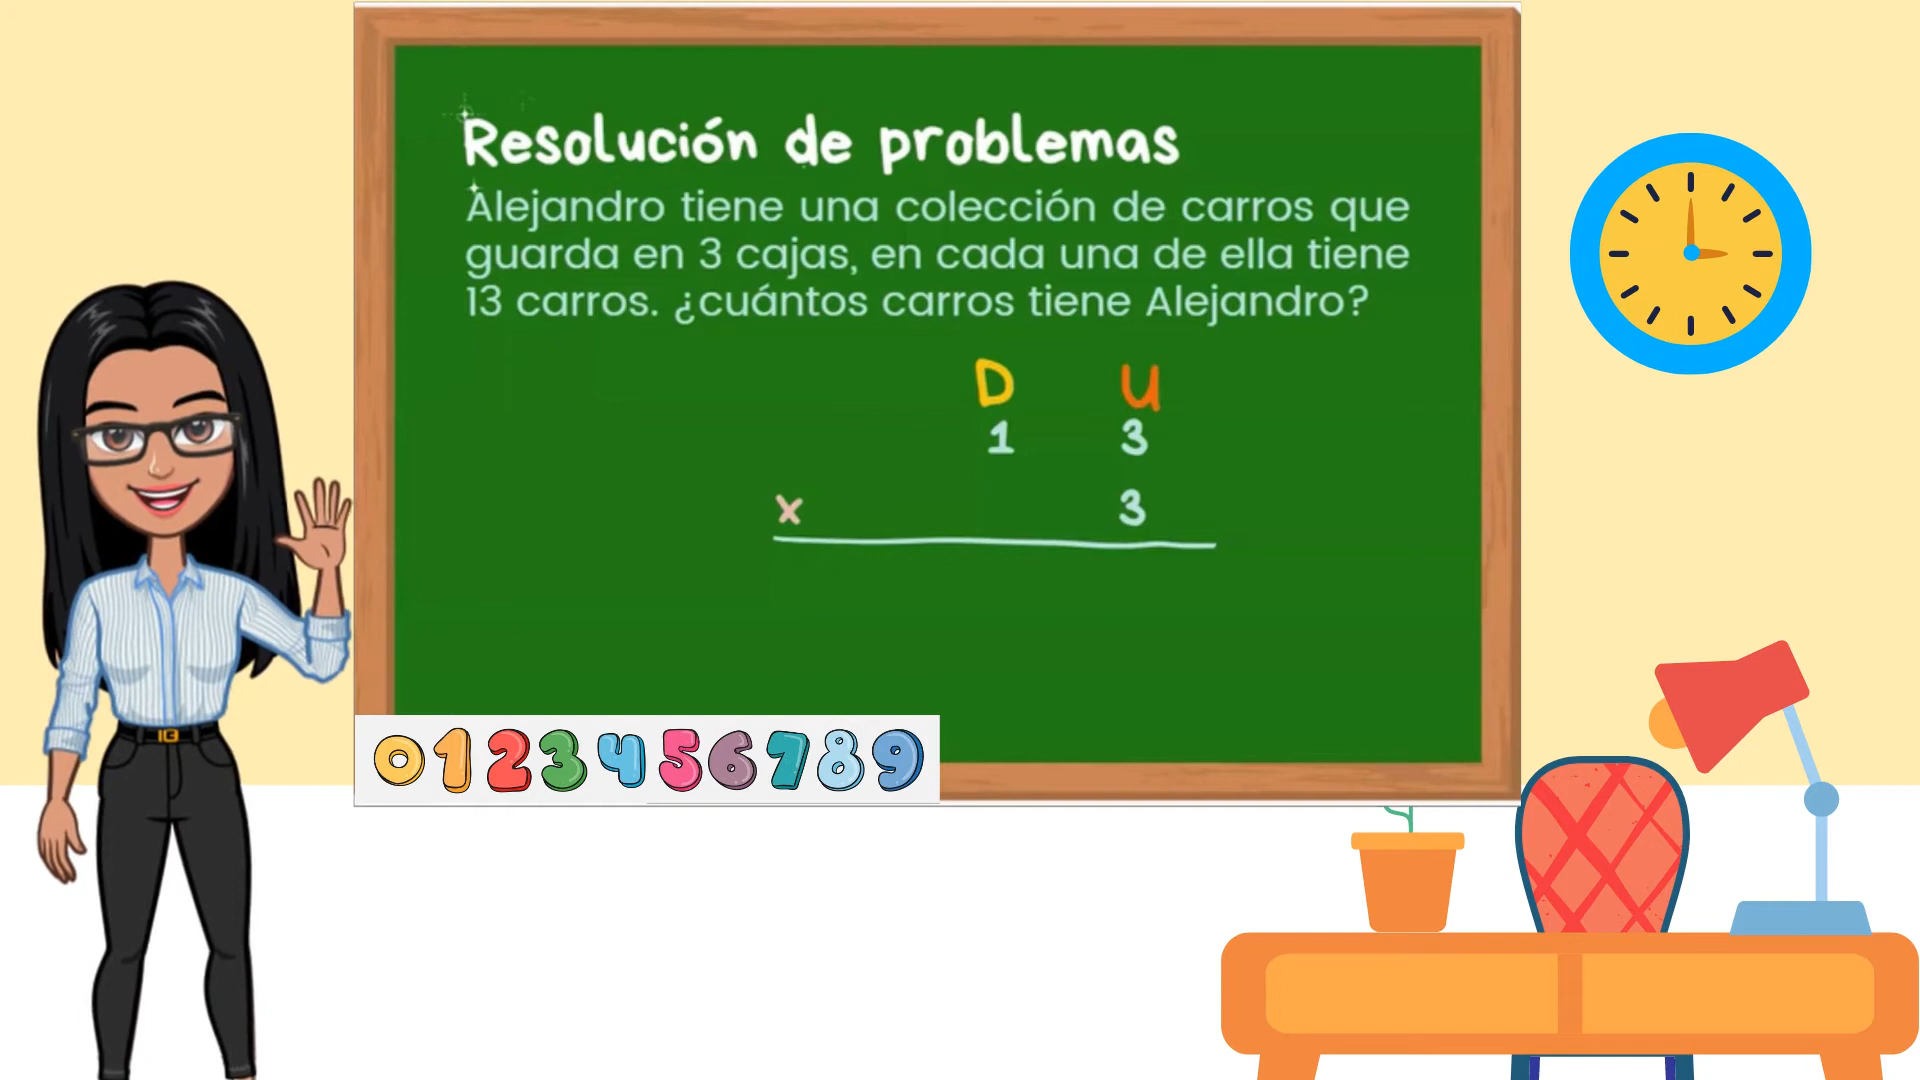 Resolución de problemas
Alejandro tiene una colección de carros que
guarda en 3 cajas, en cada una de ella tiene
13 carros. ¿cuántos carros tiene Alejandro?
D U
1 3
x 3
0 1 2 3 4 5 6 7 8 9